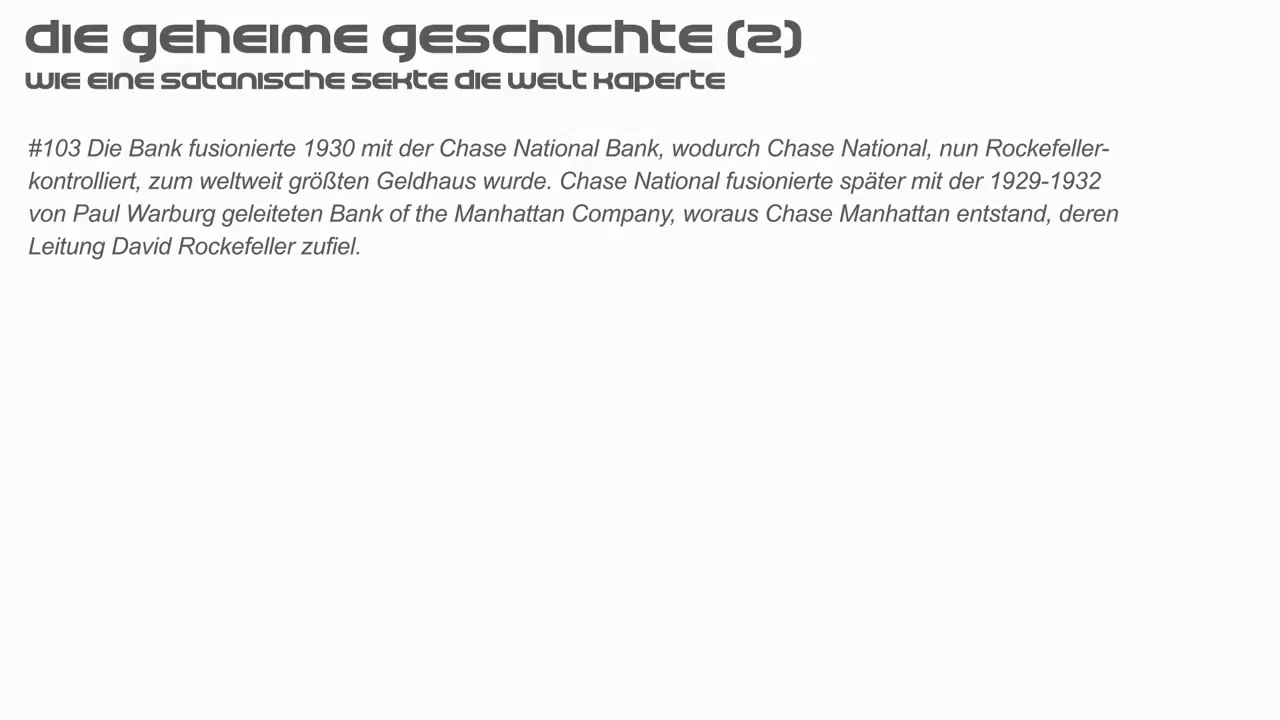 Die Geheime Geschichte (2)
Wie eine satanische Sekte die Welt kaperte
#103 Die Bank fusionierte 1930 mit der Chase National Bank, wodurch Chase National, nun Rockefeller-
kontrolliert, zum weltweit größten Geldhaus wurde. Chase National fusionierte später mit der 1929-1932
von Paul Warburg geleiteten Bank of the Manhattan Company, woraus Chase Manhattan entstand, deren
Leitung David Rockefeller zufiel.